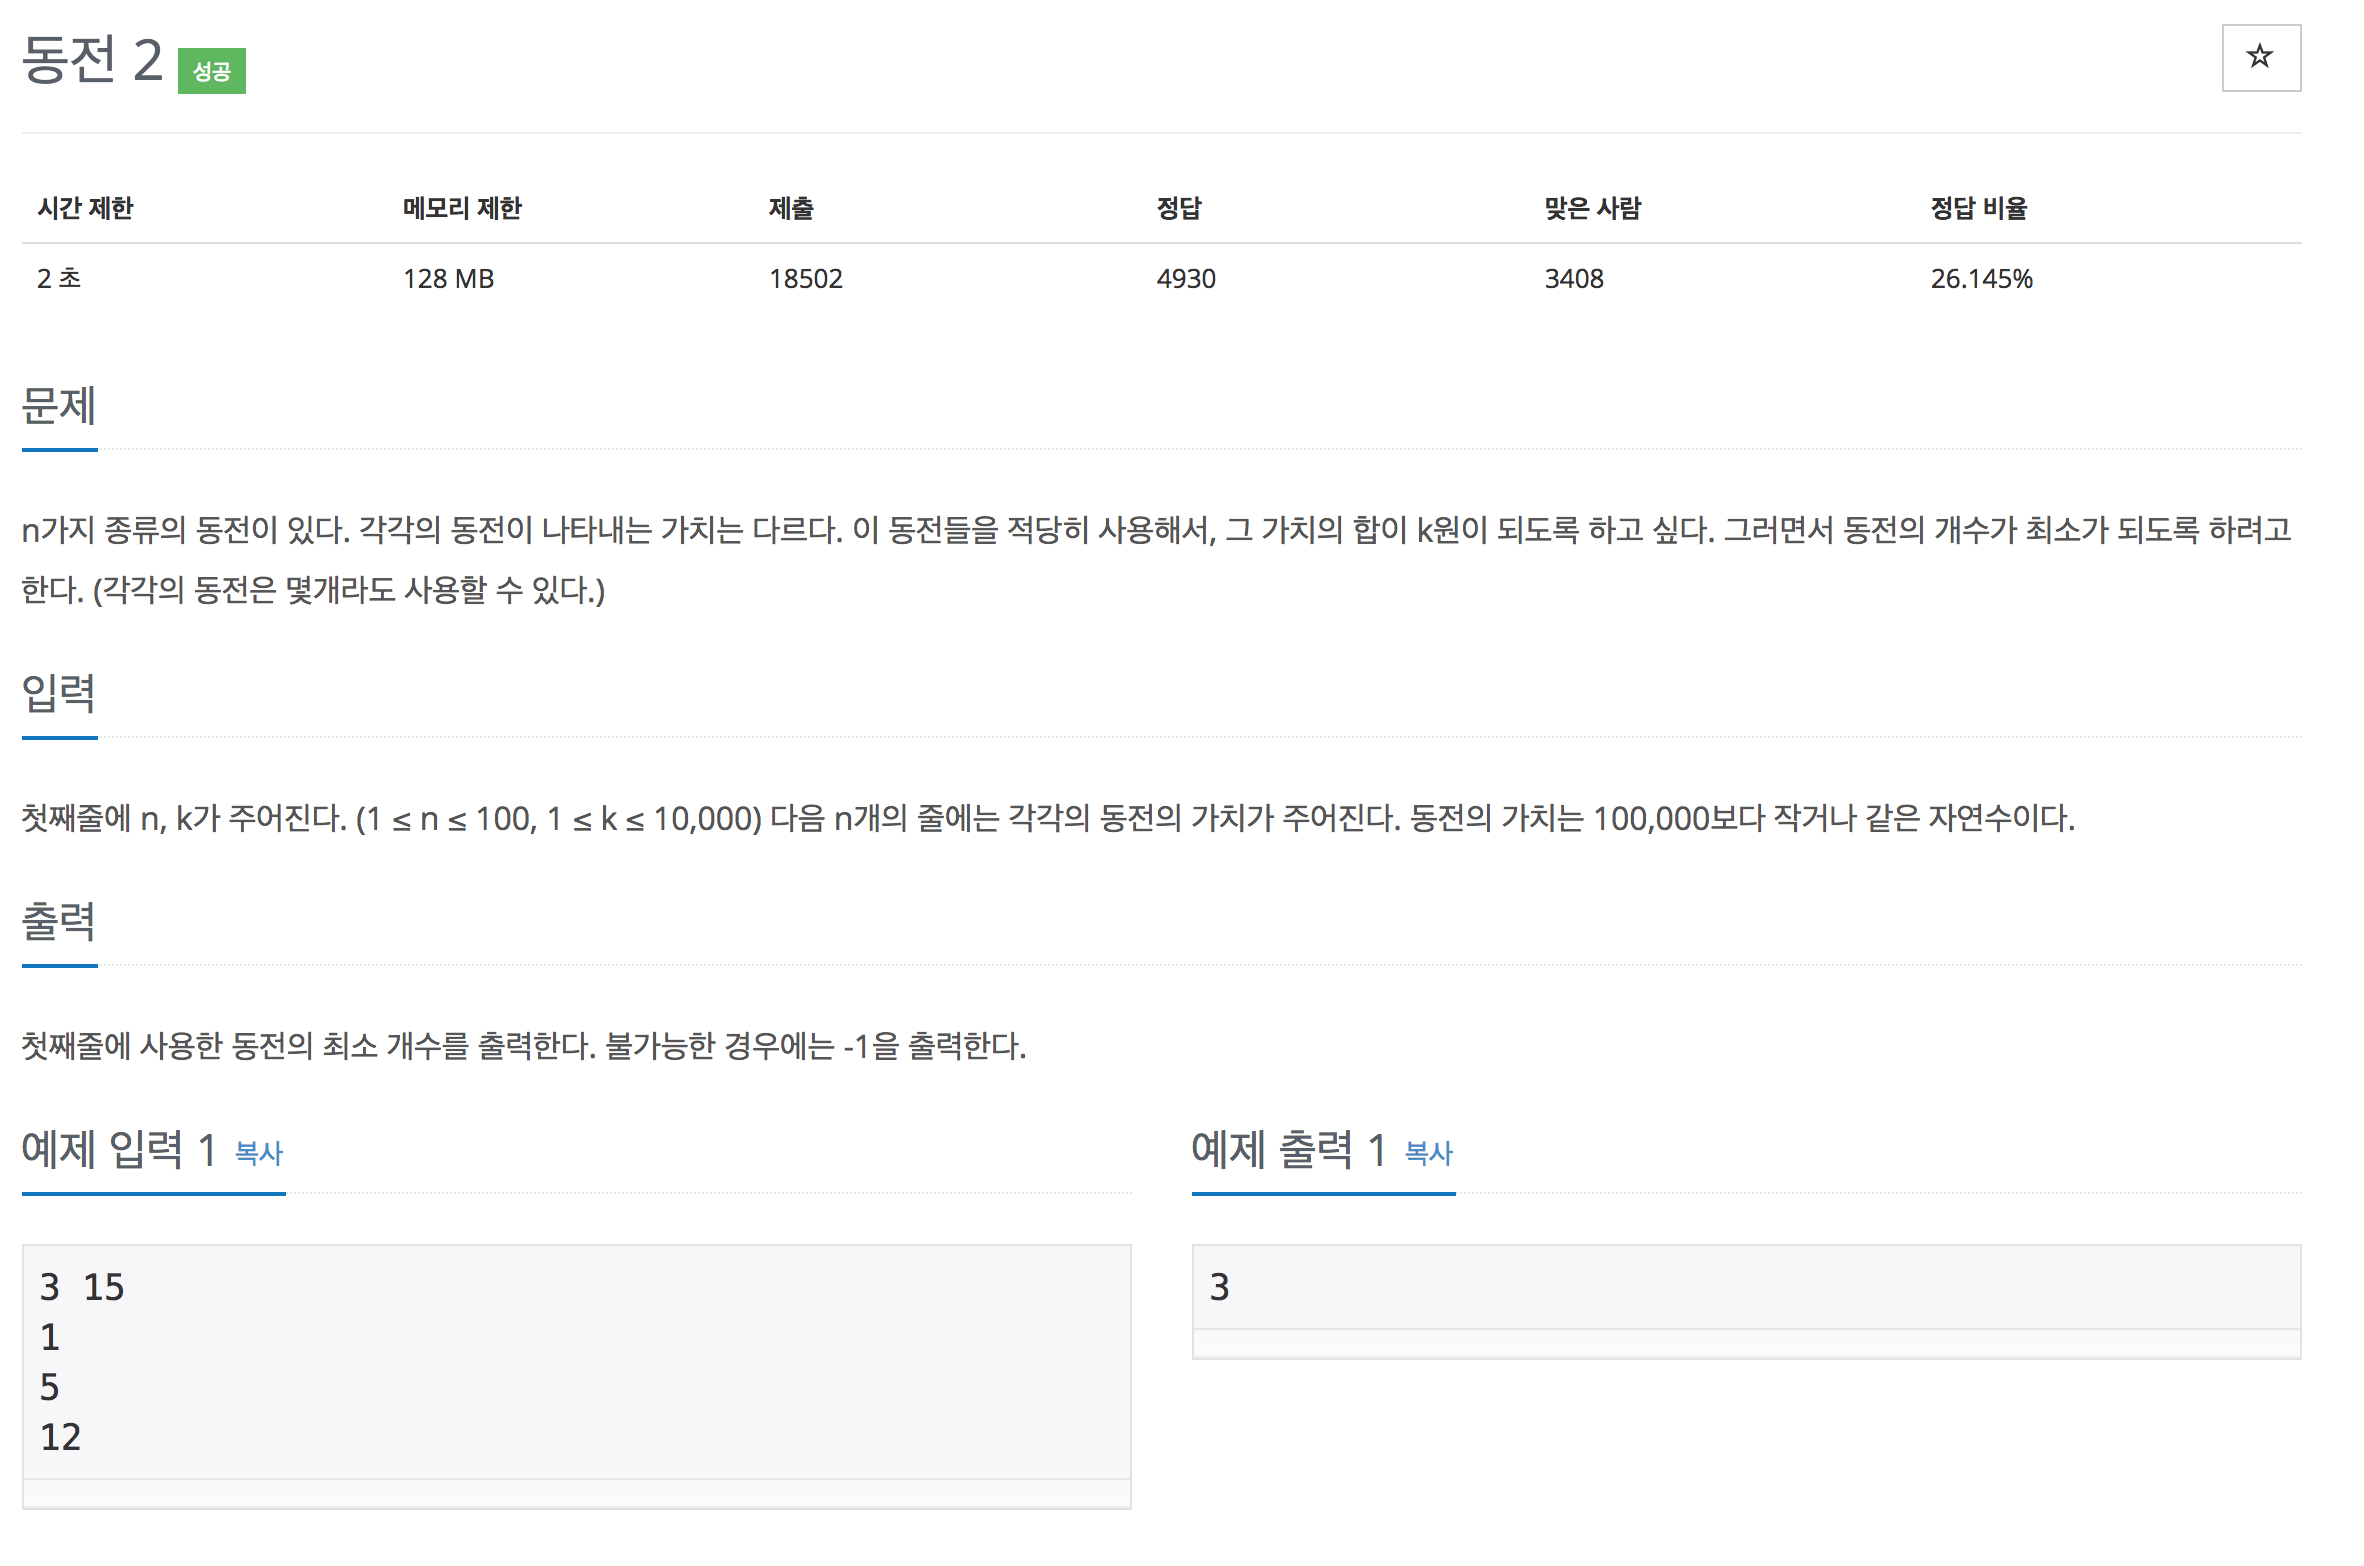 동전 2 성공
☆
시간 제한 메모리 제한 제출 정답 맞은 사람 정답 비율
2 초 128 MB 18502 4930 3408 26.145%
문제
n가지 종류의 동전이 있다. 각각의 동전이 나타내는 가치는 다르다. 이 동전들을 적당히 사용해서, 그 가치의 합이 k원이 되도록 하고 싶다. 그러면서 동전의 개수가 최소가 되도록 하려고
한다. (각각의 동전은 몇개라도 사용할 수 있다.)
입력
첫째줄에 n, k가 주어진다. (1 ≤ n ≤ 100, 1 ≤ k ≤ 10,000) 다음 n개의 줄에는 각각의 동전의 가치가 주어진다. 동전의 가치는 100,000보다 작거나 같은 자연수이다.
출력
첫째줄에 사용한 동전의 최소 개수를 출력한다. 불가능한 경우에는 -1을 출력한다.
예제 입력 1 복사
3 15
1
5
12
예제 출력 1 복사
3